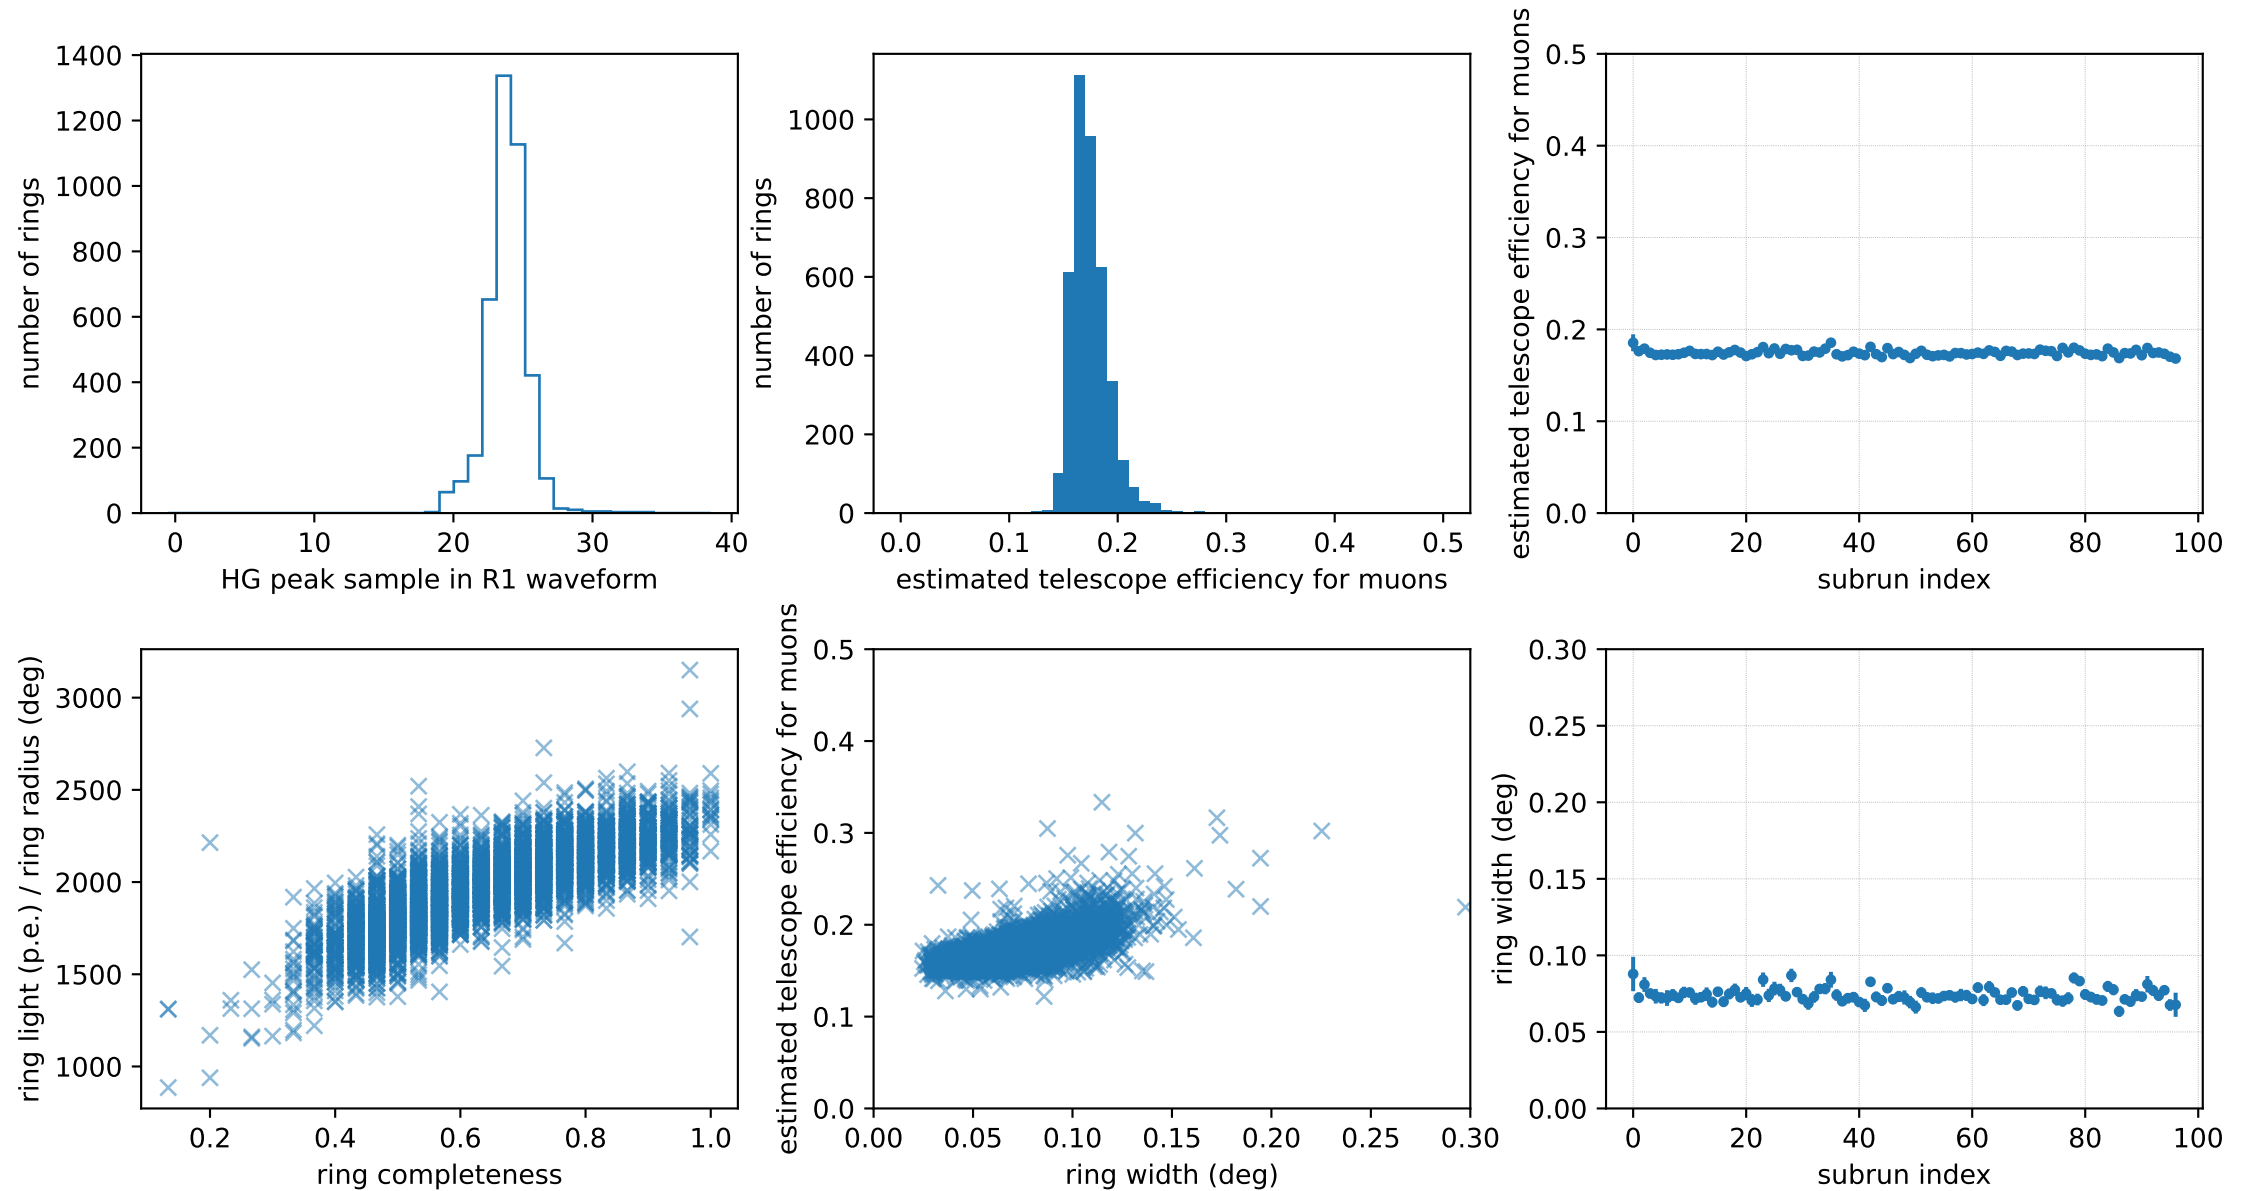 number of rings
1400
1200
1000
800
600
400
200
0
0 10 20 30 40
HG peak sample in R1 waveform
number of rings
1000
800
600
400
200
0
0.0 0.1 0.2 0.3 0.4 0.5
estimated telescope efficiency for muons
estimated telescope efficiency for muons
0.5
0.4
0.3
0.2
0.1
0.0
0 20 40 60 80 100
subrun index
ring light (p.e.) / ring radius (deg)
3000
2500
2000
1500
1000
0.2 0.4 0.6 0.8 1.0
ring completeness
estimated telescope efficiency for muons
0.5
0.4
0.3
0.2
0.1
0.0
0.00 0.05 0.10 0.15 0.20 0.25 0.30
ring width (deg)
ring width (deg)
0.30
0.25
0.20
0.15
0.10
0.05
0.00
0 20 40 60 80 100
subrun index